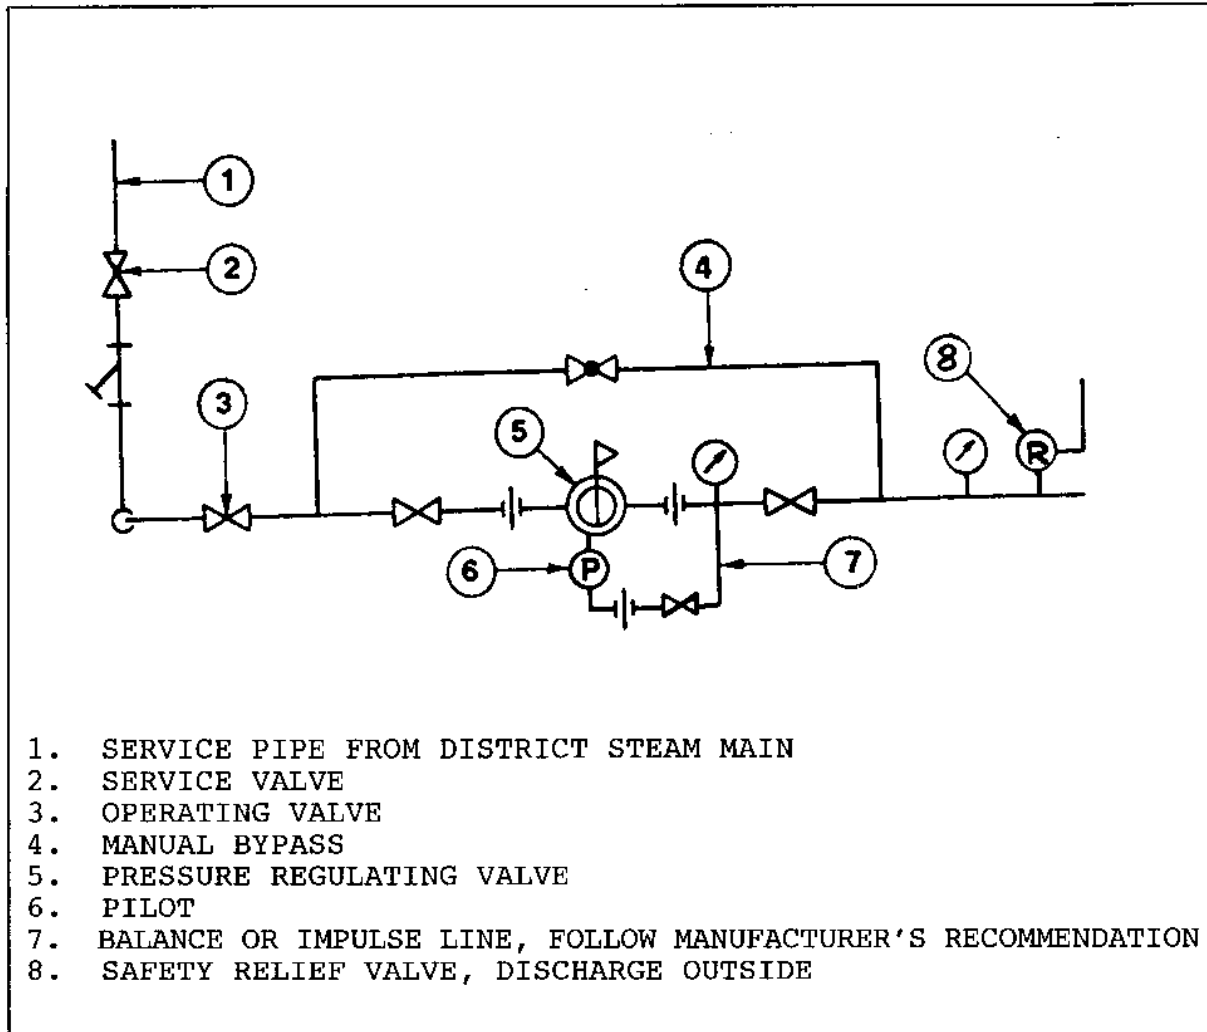 1
2
3
4
5
6
7
8
P
R
1. SERVICE PIPE FROM DISTRICT STEAM MAIN
2. SERVICE VALVE
3. OPERATING VALVE
4. MANUAL BYPASS
5. PRESSURE REGULATING VALVE
6. PILOT
7. BALANCE OR IMPULSE LINE, FOLLOW MANUFACTURER'S RECOMMENDATION
8. SAFETY RELIEF VALVE, DISCHARGE OUTSIDE